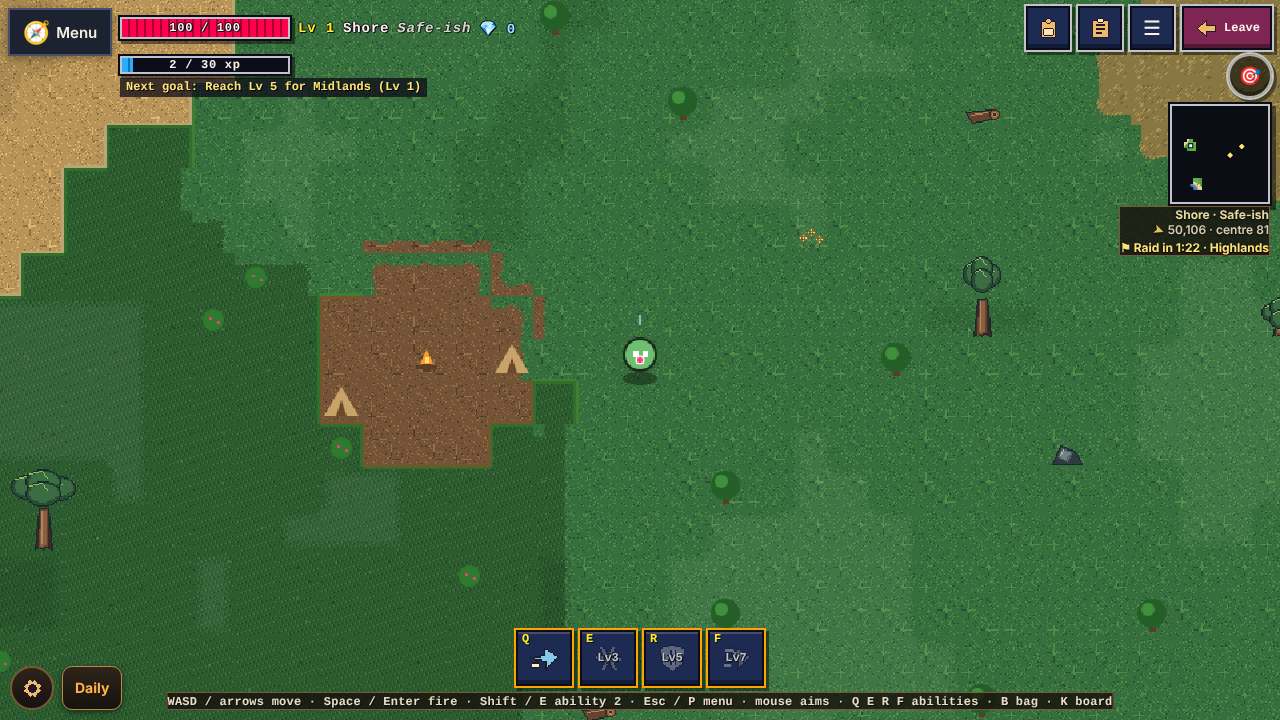 Menu
100 / 100
Lv 1 Shore Safe-ish 0
2 / 30 xp
Next goal: Reach Lv 5 for Midlands (Lv 1)
Leave
Shore · Safe-ish
50,106 · centre 81
Raid in 1:22 · Highlands
Q
E
R
F
Lv3
Lv5
Lv7
Daily
WASD / arrows move · Space / Enter fire · Shift / E ability 2 · Esc / P menu · mouse aims · Q E R F abilities · B bag · K board